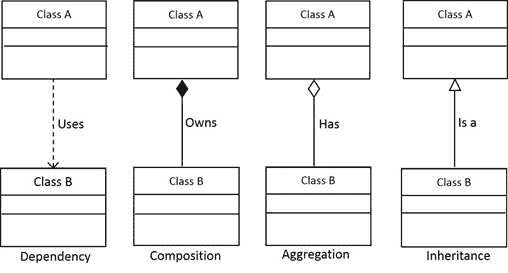 Class A
Class A
Class A
Class A
Uses
Owns
Has
Is a
Class B
Class B
Class B
Class B
Dependency
Composition
Aggregation
Inheritance